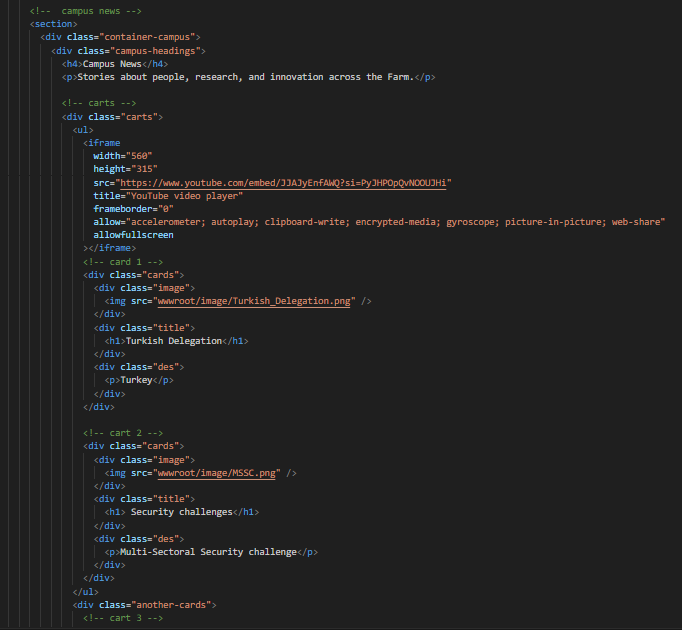 <!--  campus news -->
<section>
<div class="container-campus">
<div class="campus-headings">
<h4>Campus News</h4>
<p>Stories about people, research, and innovation across the Farm.</p>
<!-- carts -->
<div class="carts">
<ul>
<iframe
width="560"
height="315"
src="https://www.youtube.com/embed/JJAJyEnfAWQ?si=PyJHPOpQvNOOUJHi"
title="YouTube video player"
frameborder="0"
allow="accelerometer; autoplay; clipboard-write; encrypted-media; gyroscope; picture-in-picture; web-share"
allowfullscreen
></iframe>
<!-- card 1 -->
<div class="cards">
<div class="image">
<img src="wwwroot/image/Turkish_Delegation.png" />
</div>
<div class="title">
<h1>Turkish Delegation</h1>
</div>
<div class="des">
<p>Turkey</p>
</div>
</div>
<!-- cart 2 -->
<div class="cards">
<div class="image">
<img src="wwwroot/image/MSSC.png" />
</div>
<div class="title">
<h1> Security challenges</h1>
</div>
<div class="des">
<p>Multi-Sectoral Security challenge</p>
</div>
</div>
</ul>
<div class="another-cards">
<!-- cart 3 -->